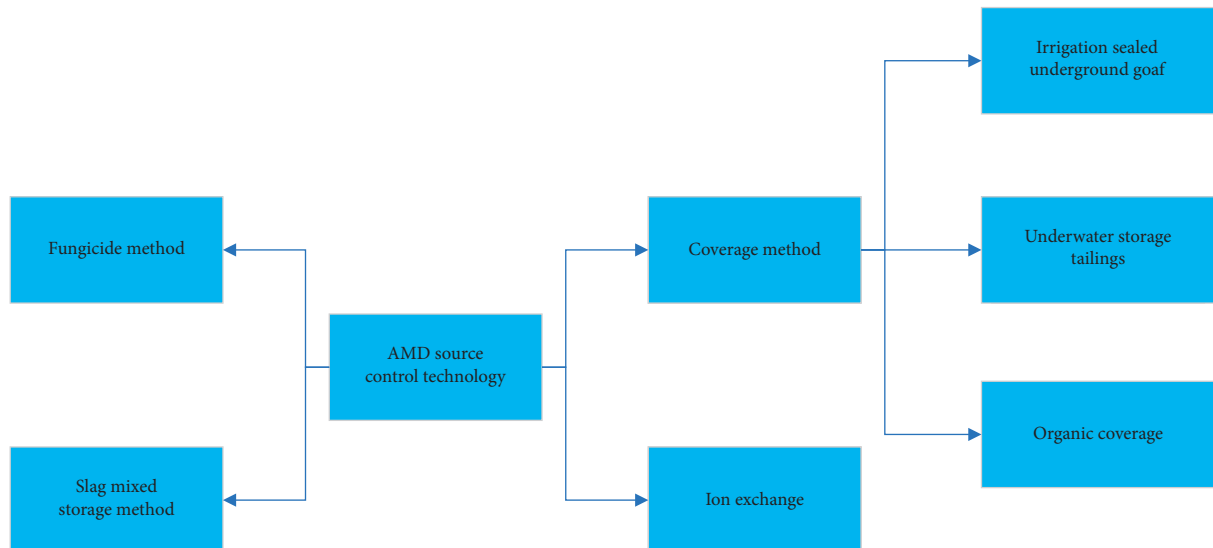 Irrigation sealed
underground goaf
Fungicide method
Coverage method
Underwater storage
tailings
AMD source
control technology
Organic coverage
Slag mixed
storage method
Ion exchange